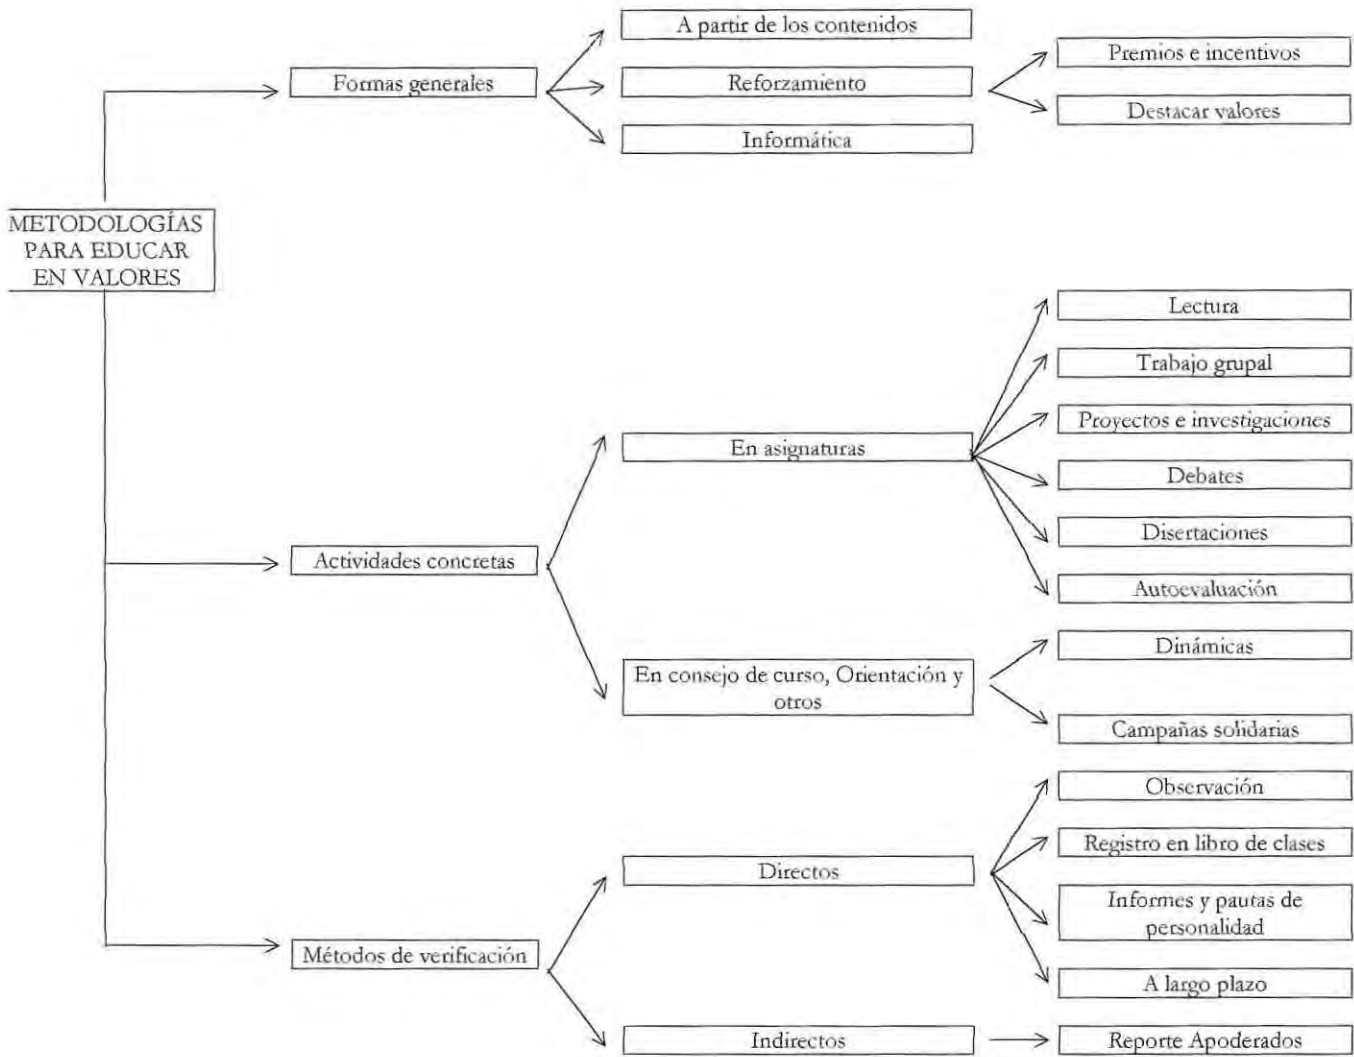 A partir de los contenidos
Formas generales
Reforzamiento
Informática
Premios e incentivos
Destacar valores
METODOLOGÍAS
PARA EDUCAR
EN VALORES
Actividades concretas
En asignaturas
Lectura
Trabajo grupal
Proyectos e investigaciones
Debates
Disertaciones
Autoevaluación
En consejo de curso, Orientación y
otros
Dinámicas
Campañas solidarias
Métodos de verificación
Directos
Observación
Registro en libro de clases
Informes y pautas de
personalidad
A largo plazo
Indirectos
Reporte Apoderados